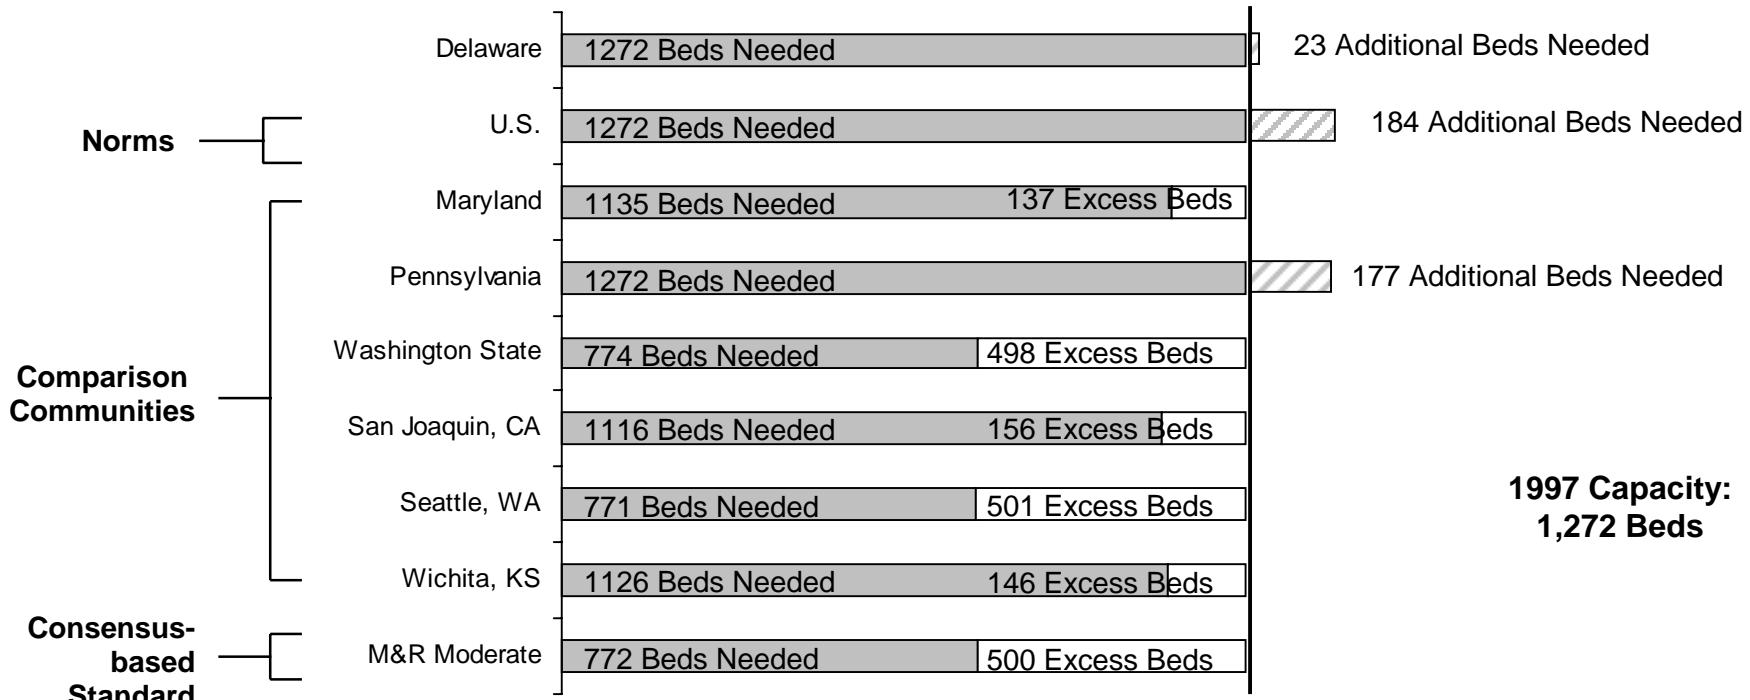 Delaware
1272 Beds Needed
23 Additional Beds Needed
Norms
U.S.
1272 Beds Needed
184 Additional Beds Needed
Maryland
1135 Beds Needed
137 Excess Beds
Pennsylvania
1272 Beds Needed
177 Additional Beds Needed
Comparison
Communities
Washington State
774 Beds Needed
498 Excess Beds
San Joaquin, CA
1116 Beds Needed
156 Excess Beds
Seattle, WA
771 Beds Needed
501 Excess Beds
1997 Capacity:
1,272 Beds
Wichita, KS
1126 Beds Needed
146 Excess Beds
Consensus-
based
Standard
M&R Moderate
772 Beds Needed
500 Excess Beds